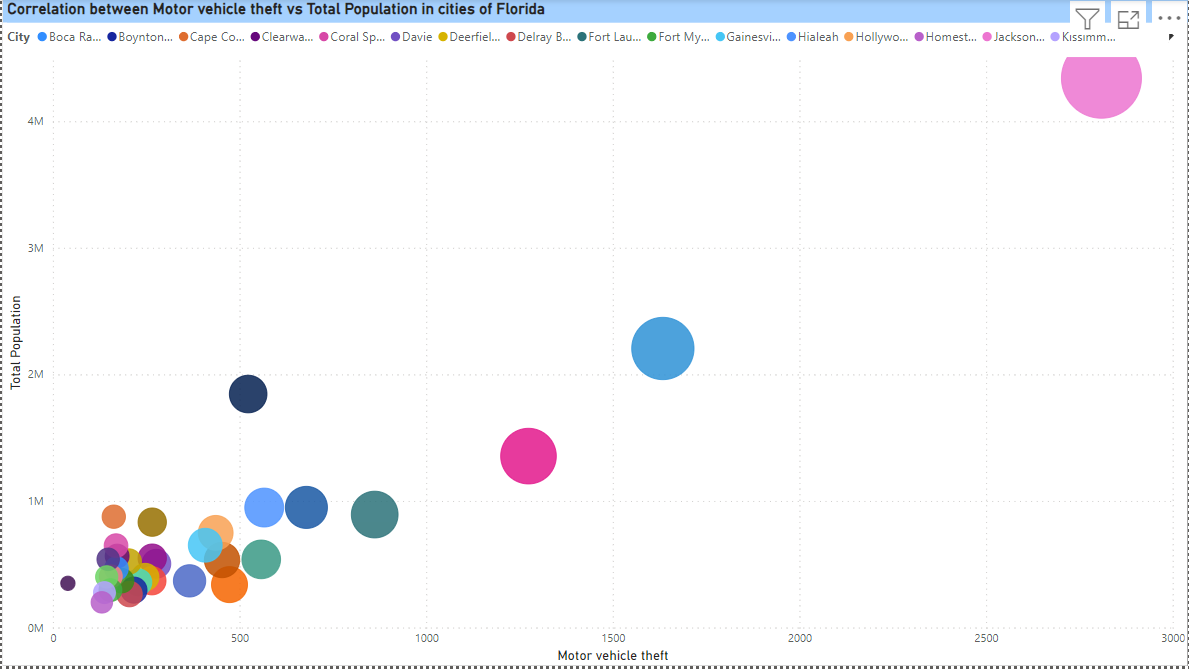 Correlation between Motor vehicle theft vs Total Population in cities of Florida
City Boca Ra... Boynton... Cape Co... Clearwa... Coral Sp... Davie Deerfiel... Delray B... Fort Lau... Fort My... Gainesvi... Hialeah Hollywo... Homest... Jackson... Kissimm...
4M
3M
2M
1M
0M
Total Population
0 500 1000 1500 2000 2500 3000
Motor vehicle theft